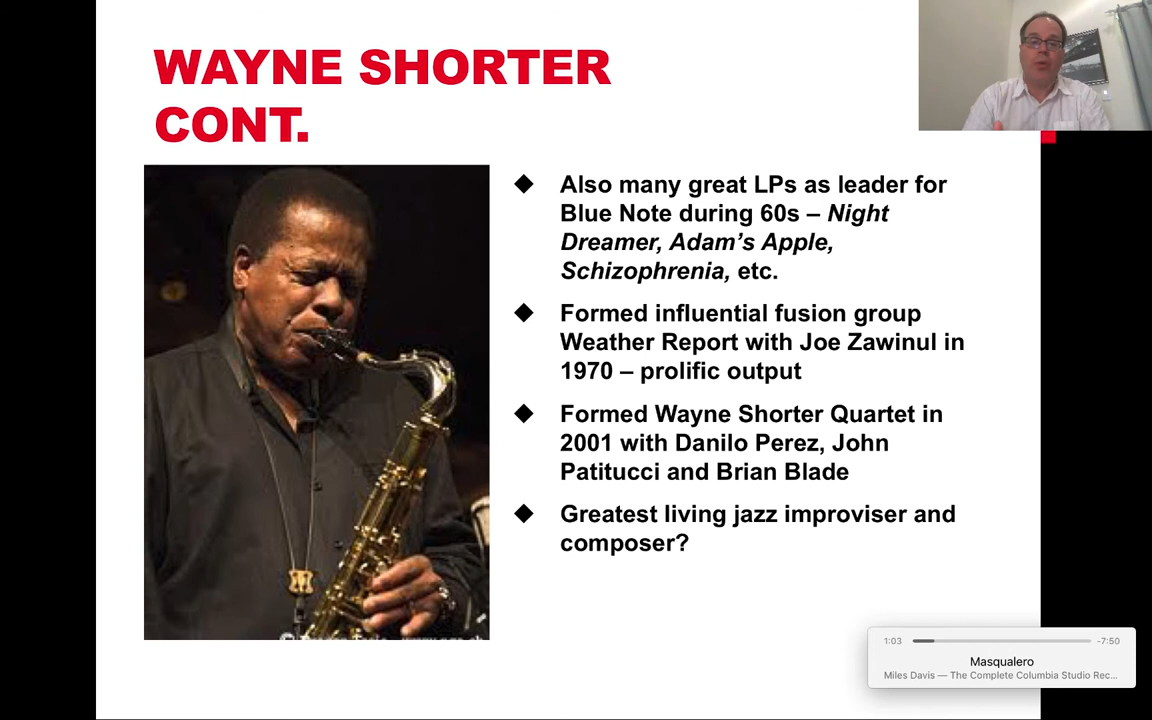 WAYNE SHORTER
CONT.
◆ Also many great LPs as leader for
Blue Note during 60s – Night
Dreamer, Adam’s Apple,
Schizophrenia, etc.
◆ Formed influential fusion group
Weather Report with Joe Zawinul in
1970 – prolific output
◆ Formed Wayne Shorter Quartet in
2001 with Danilo Perez, John
Patitucci and Brian Blade
◆ Greatest living jazz improviser and
composer?
1:03 -7:50
Masqualero
Miles Davis — The Complete Columbia Studio Rec...